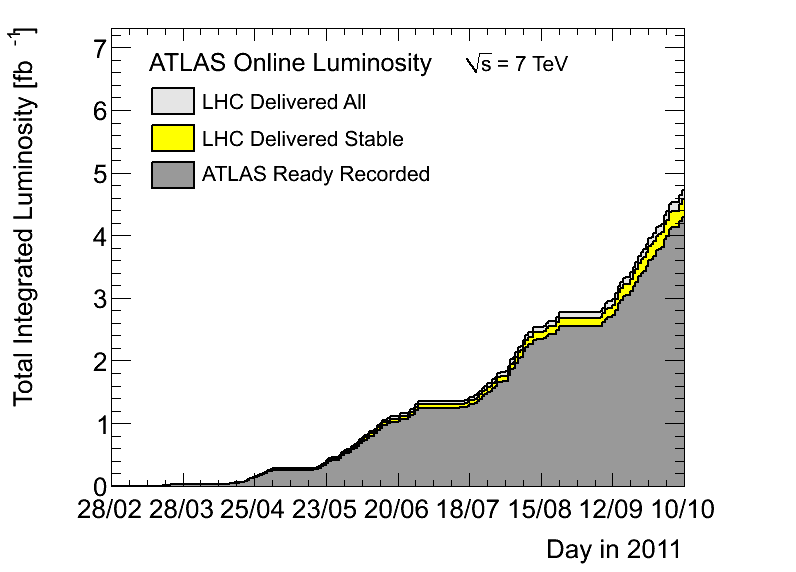 Total Integrated Luminosity [fb⁻¹]
7
6
5
4
3
2
1
0
ATLAS Online Luminosity √s = 7 TeV
LHC Delivered All
LHC Delivered Stable
ATLAS Ready Recorded
28/02 28/03 25/04 23/05 20/06 18/07 15/08 12/09 10/10
Day in 2011